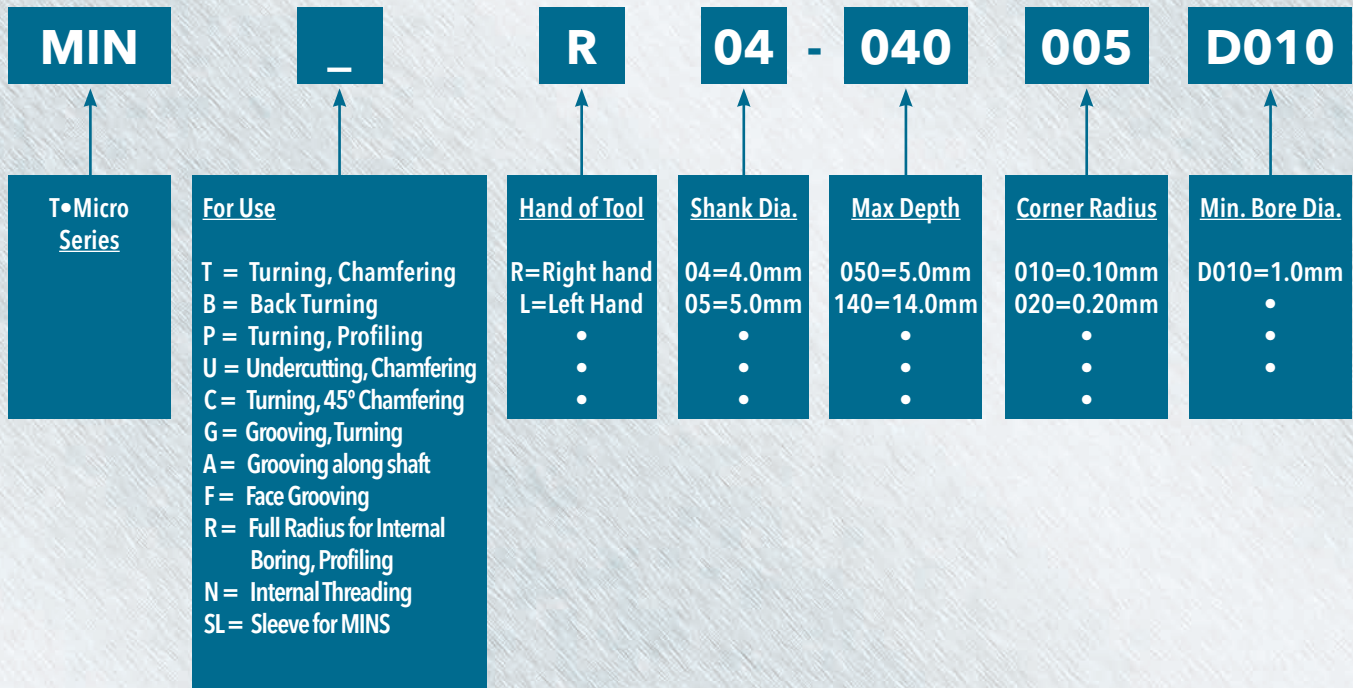 MIN _ R 04 - 040 005 D010
T•Micro
Series
For Use
T = Turning, Chamfering
B = Back Turning
P = Turning, Profiling
U = Undercutting, Chamfering
C = Turning, 45º Chamfering
G = Grooving, Turning
A = Grooving along shaft
F = Face Grooving
R = Full Radius for Internal
Boring, Profiling
N = Internal Threading
SL = Sleeve for MINS
Hand of Tool
R=Right hand
L=Left Hand
•
•
•
Shank Dia.
04=4.0mm
05=5.0mm
•
•
•
Max Depth
050=5.0mm
140=14.0mm
•
•
•
Corner Radius
010=0.10mm
020=0.20mm
•
•
•
Min. Bore Dia.
D010=1.0mm
•
•
•